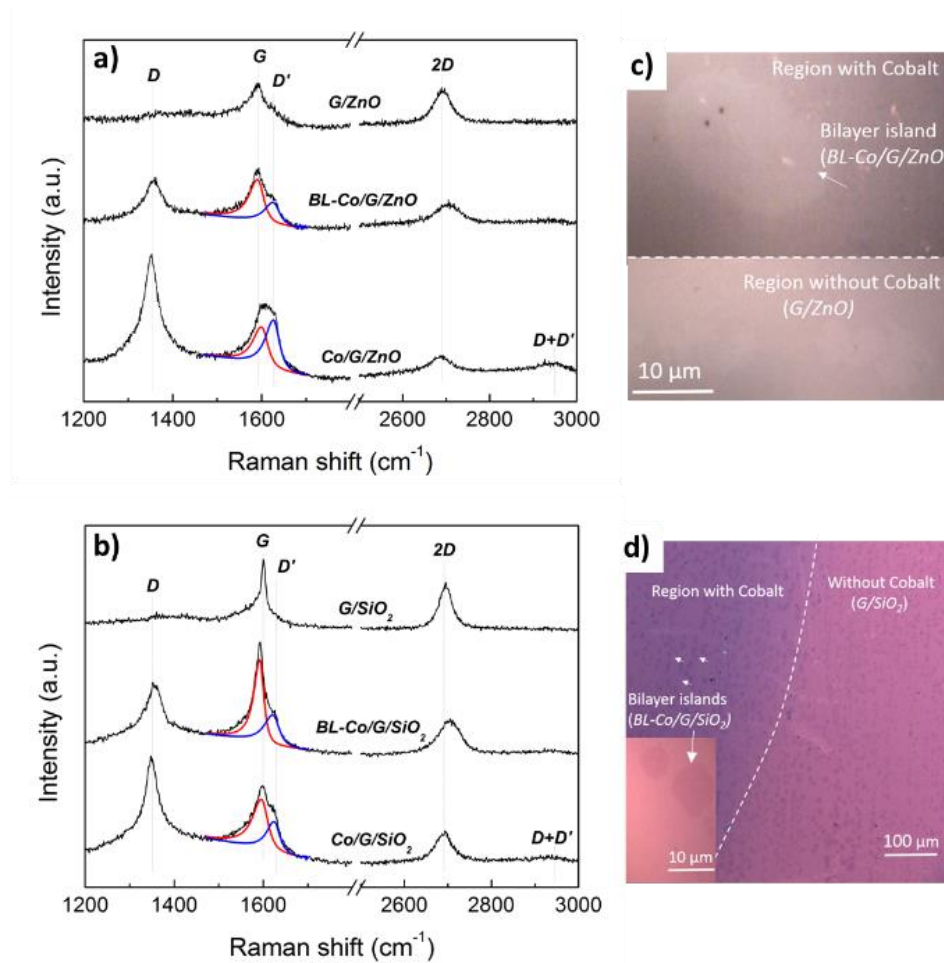 a)
D
G
D'
2D
G/ZnO
BL-Co/G/ZnO
Co/G/ZnO
D+D'
Intensity (a.u.)
1200 1400 1600 2600 2800 3000
Raman shift (cm⁻¹)
c)
Region with Cobalt
Bilayer island
(BL-Co/G/ZnO
Region without Cobalt
(G/ZnO)
10 µm
b)
D
G
D'
2D
G/SiO₂
BL-Co/G/SiO₂
Co/G/SiO₂
D+D'
Intensity (a.u.)
1200 1400 1600 2600 2800 3000
Raman shift (cm⁻¹)
d)
Region with Cobalt
Without Cobalt
(G/SiO₂)
Bilayer islands
(BL-Co/G/SiO₂)
10 µm
100 µm